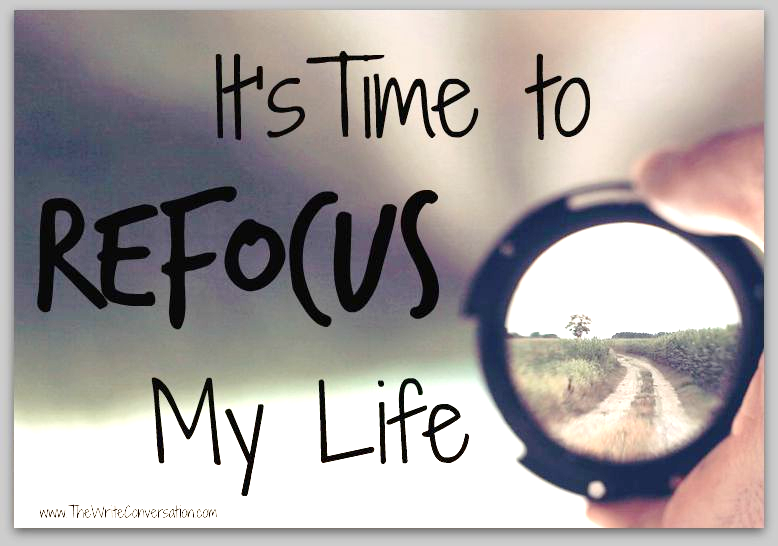 It's Time to
REFOCUS
My Life
www.TheWriteConversation.com